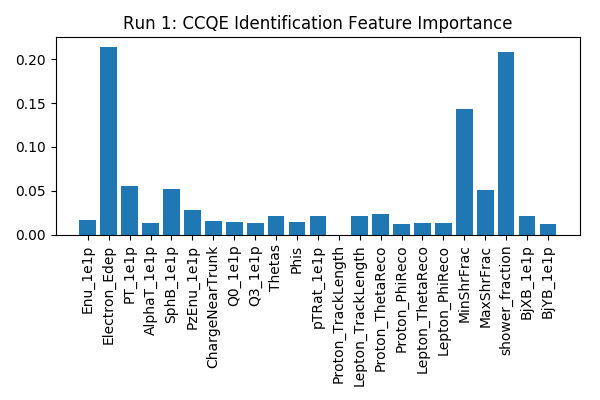 Run 1: CCQE Identification Feature Importance
0.20
0.15
0.10
0.05
0.00
Enu_1e1p
Electron_Edep
PT_1e1p
AlphaT_1e1p
SphB_1e1p
PzEnu_1e1p
ChargeNearTrunk
Q0_1e1p
Q3_1e1p
Thetas
Phis
pTRat_1e1p
Proton_TrackLength
Lepton_TrackLength
Proton_ThetaReco
Proton_PhiReco
Lepton_ThetaReco
Lepton_PhiReco
MinShrFrac
MaxShrFrac
shower_fraction
BjXB_1e1p
BjYB_1e1p